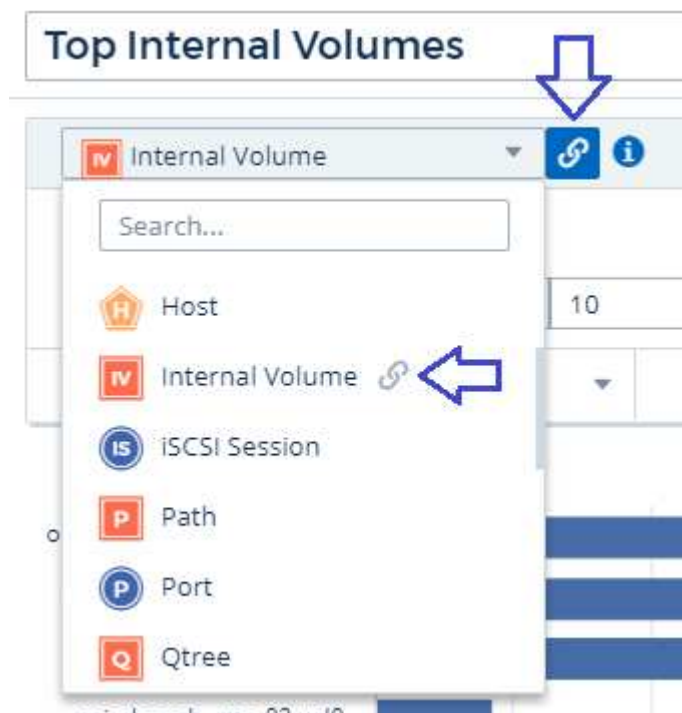 Top Internal Volumes
IV Internal Volume i
Search...
H Host
10
IV Internal Volume
IS iSCSI Session
P Path
o
P Port
Q Qtree